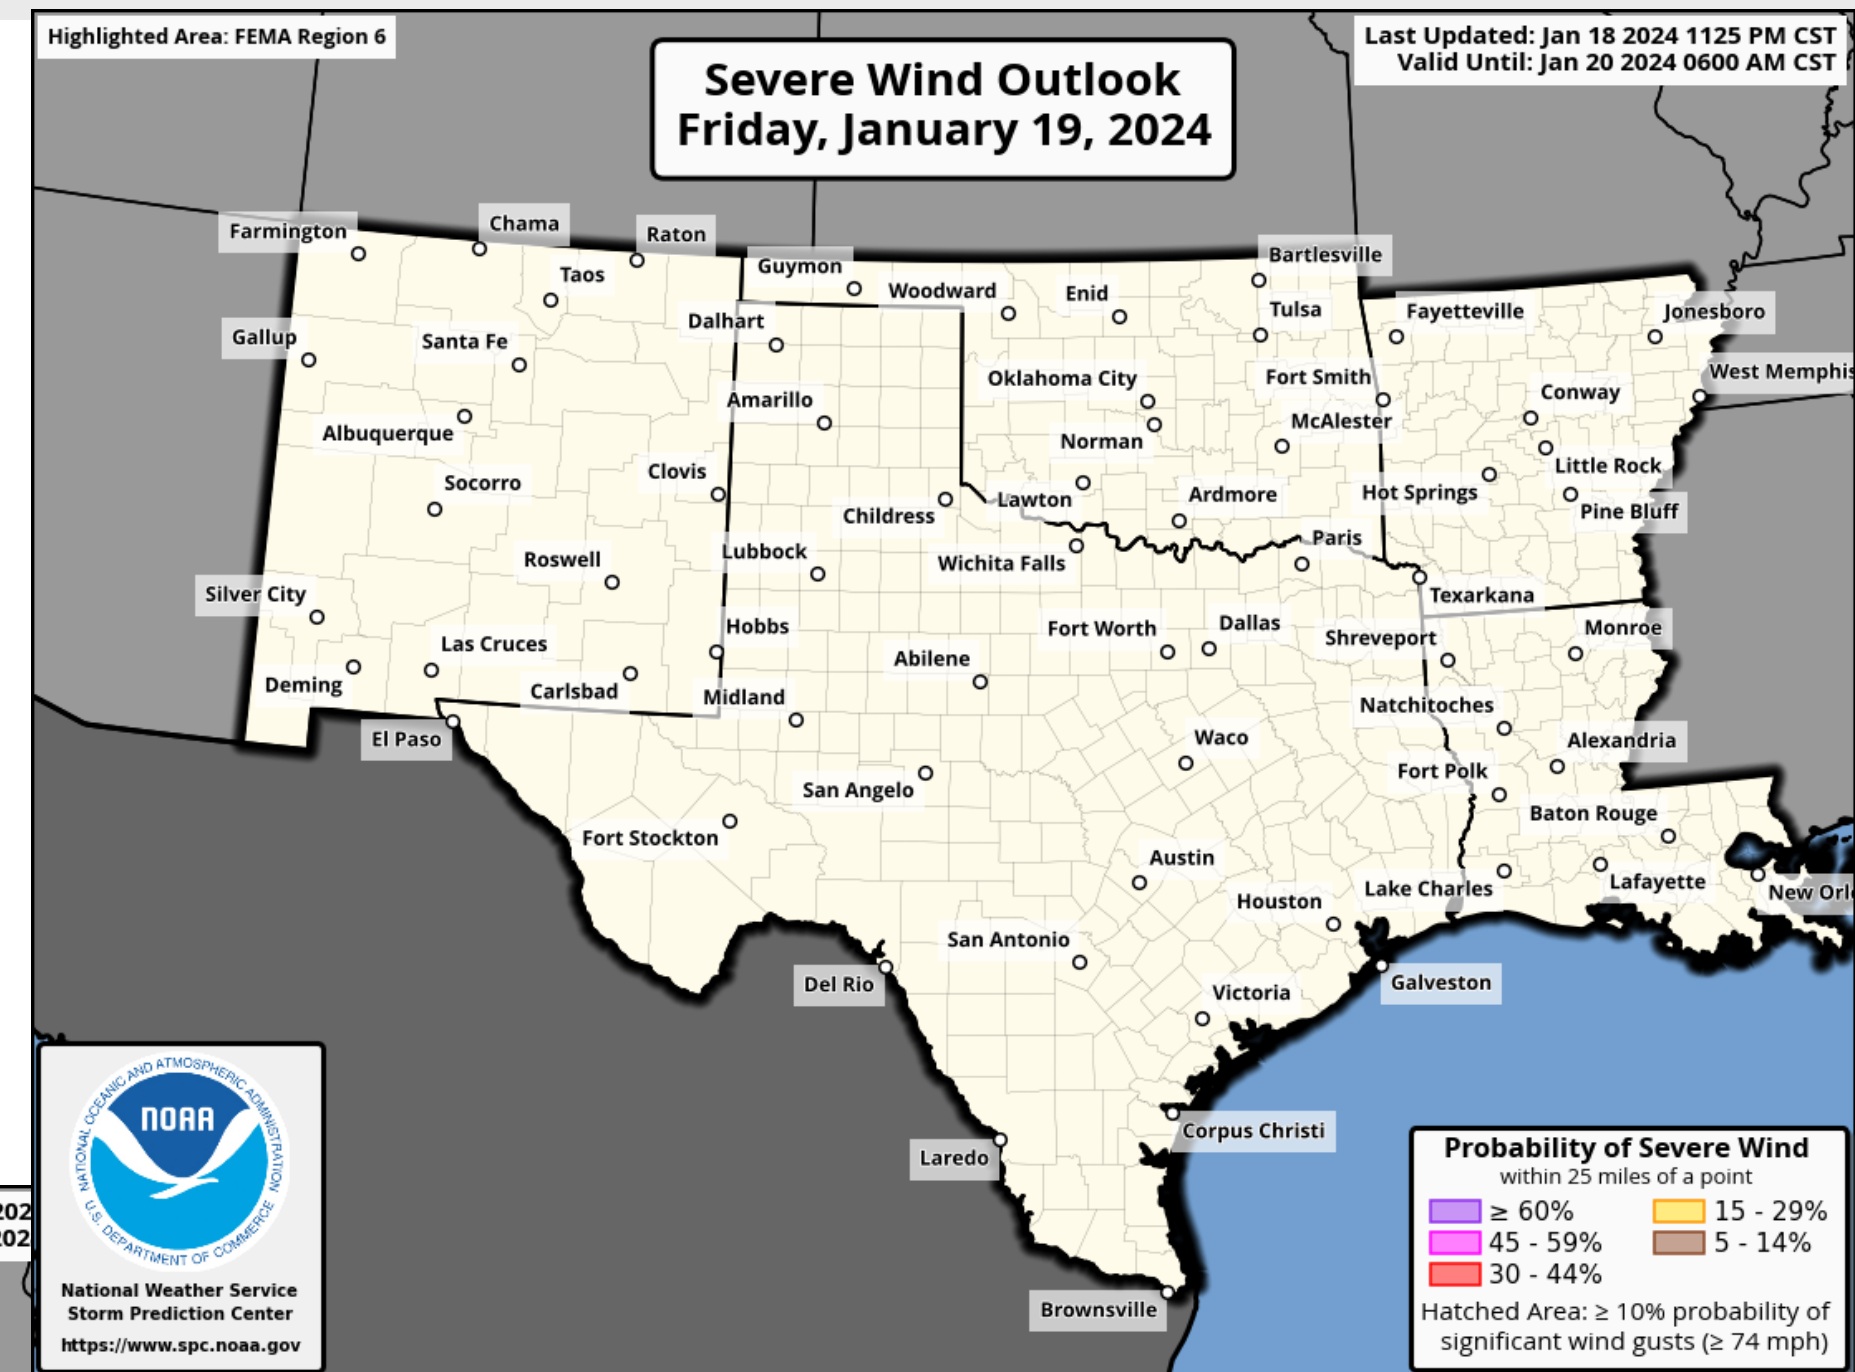 Highlighted Area: FEMA Region 6
Last Updated: Jan 18 2024 1125 PM CST
Valid Until: Jan 20 2024 0600 AM CST
Severe Wind Outlook
Friday, January 19, 2024
Farmington
Chama
Raton
Taos
Guymon
Woodward
Enid
Bartlesville
Tulsa
Fayetteville
Jonesboro
Gallup
Santa Fe
Dalhart
Oklahoma City
Fort Smith
West Memphis
Conway
Amarillo
McAlester
Albuquerque
Norman
Little Rock
Socorro
Clovis
Childress
Lawton
Ardmore
Hot Springs
Pine Bluff
Roswell
Lubbock
Wichita Falls
Paris
Silver City
Texarkana
Las Cruces
Hobbs
Fort Worth
Dallas
Shreveport
Monroe
Deming
Carlsbad
Midland
Abilene
Natchitoches
El Paso
Waco
Alexandria
San Angelo
Fort Polk
Fort Stockton
Baton Rouge
Austin
Houston
Lake Charles
Lafayette
New Orl
San Antonio
Del Rio
Victoria
Galveston
Corpus Christi
Laredo
Brownsville
202
202
NATIONAL OCEANIC AND ATMOSPHERIC ADMINISTRATION
NOAA
U.S. DEPARTMENT OF COMMERCE
National Weather Service
Storm Prediction Center
https://www.spc.noaa.gov
Probability of Severe Wind
within 25 miles of a point
≥ 60%
15 - 29%
45 - 59%
5 - 14%
30 - 44%
Hatched Area: ≥ 10% probability of
significant wind gusts (≥ 74 mph)